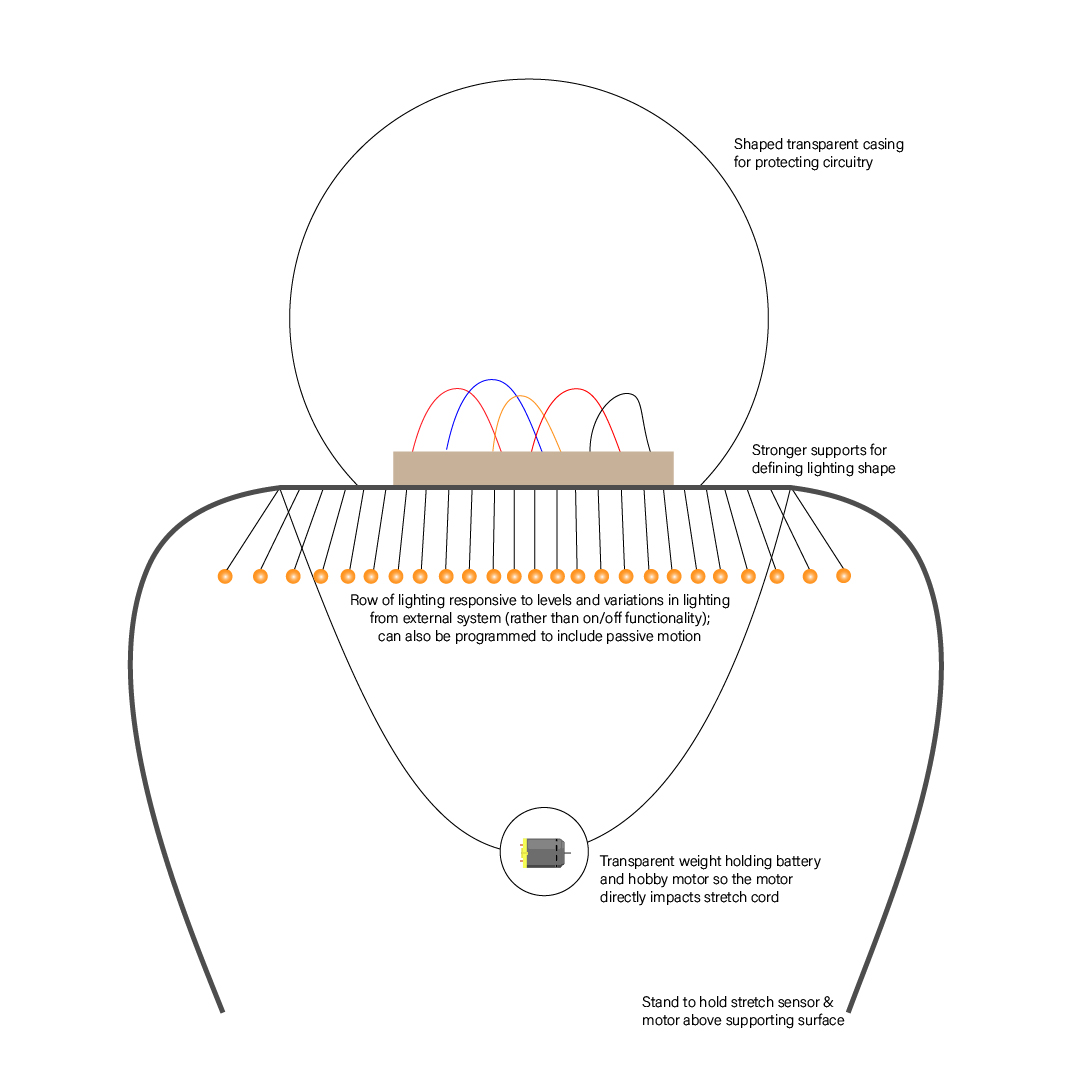 Shaped transparent casing
for protecting circuitry
Stronger supports for
defining lighting shape
Row of lighting responsive to levels and variations in lighting
from external system (rather than on/off functionality);
can also be programmed to include passive motion
Transparent weight holding battery
and hobby motor so the motor
directly impacts stretch cord
Stand to hold stretch sensor &
motor above supporting surface